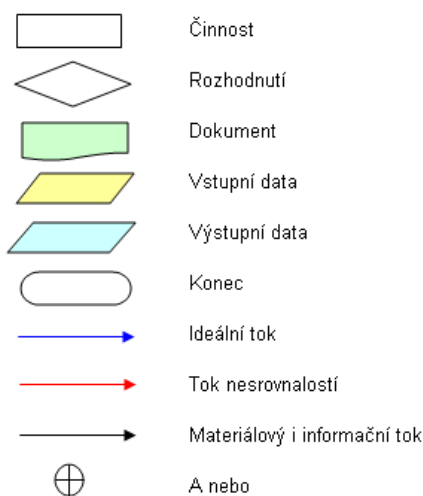 Činnost
Rozhodnutí
Dokument
Vstupní data
Výstupní data
Konec
Ideální tok
Tok nesrovnalostí
Materiálový i informační tok
A nebo